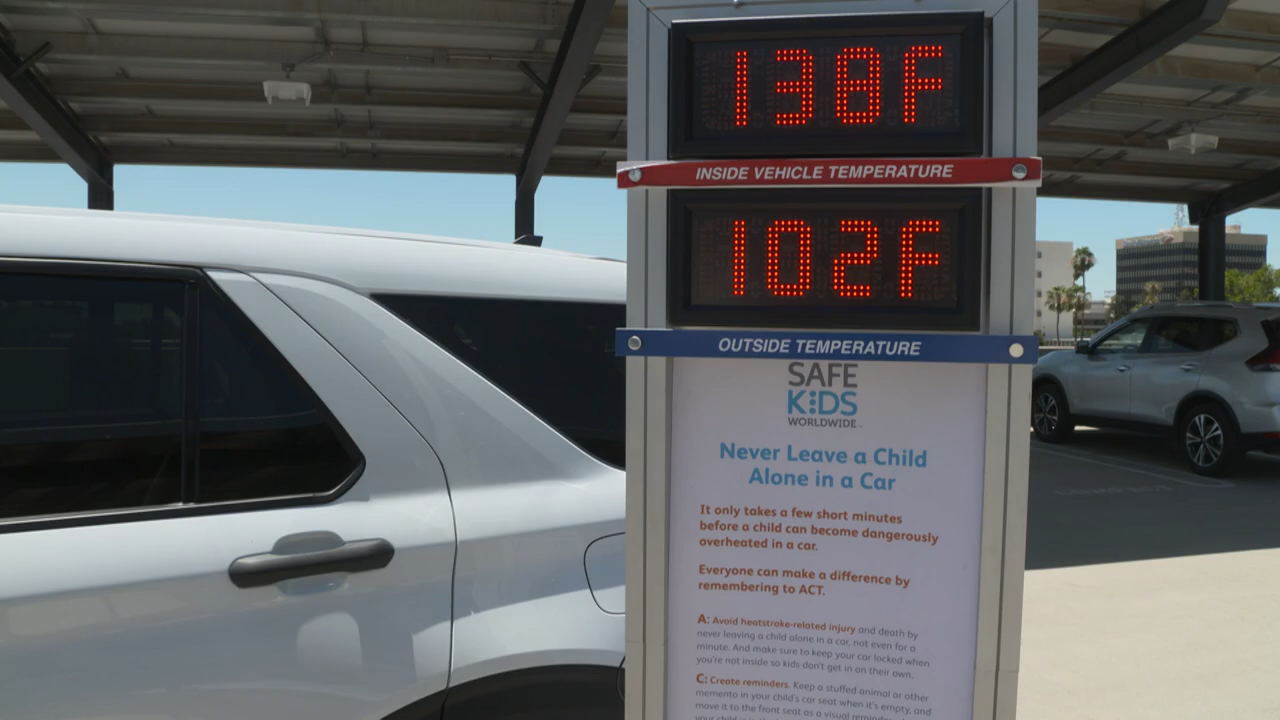 138F
INSIDE VEHICLE TEMPERATURE
102F
OUTSIDE TEMPERATURE
SAFE
KIDS
WORLDWIDE
Never Leave a Child
Alone in a Car
It only takes a few short minutes
before a child can become dangerously
overheated in a car.
Everyone can make a difference by
remembering to ACT.
A: Avoid heatstroke-related injury and death by
never leaving a child alone in a car, not even for a
minute. And make sure to keep your car locked when
you're not inside so kids don't get in on their own.
C: Create reminders. Keep a stuffed animal or other
memento in your child's car seat when it's empty, and
move it to the front seat as a visual reminder